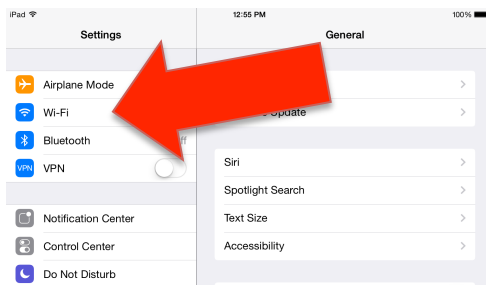 iPad 12:55 PM 100%
Settings
General
Airplane Mode
Wi-Fi
Update
Bluetooth
VPN VPN
Siri
Spotlight Search
Notification Center
Text Size
Control Center
Accessibility
Do Not Disturb